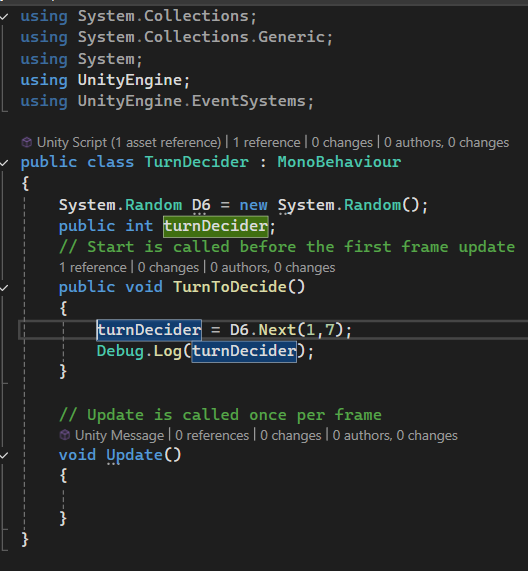 using System.Collections;
using System.Collections.Generic;
using System;
using UnityEngine;
using UnityEngine.EventSystems;
Unity Script (1 asset reference) | 1 reference | 0 changes | 0 authors, 0 changes
public class TurnDecider : MonoBehaviour
{
System.Random D6 = new System.Random();
public int turnDecider;
// Start is called before the first frame update
1 reference | 0 changes | 0 authors, 0 changes
public void TurnToDecide()
{
turnDecider = D6.Next(1,7);
Debug.Log(turnDecider);
}
// Update is called once per frame
Unity Message | 0 references | 0 changes | 0 authors, 0 changes
void Update()
{
}
}